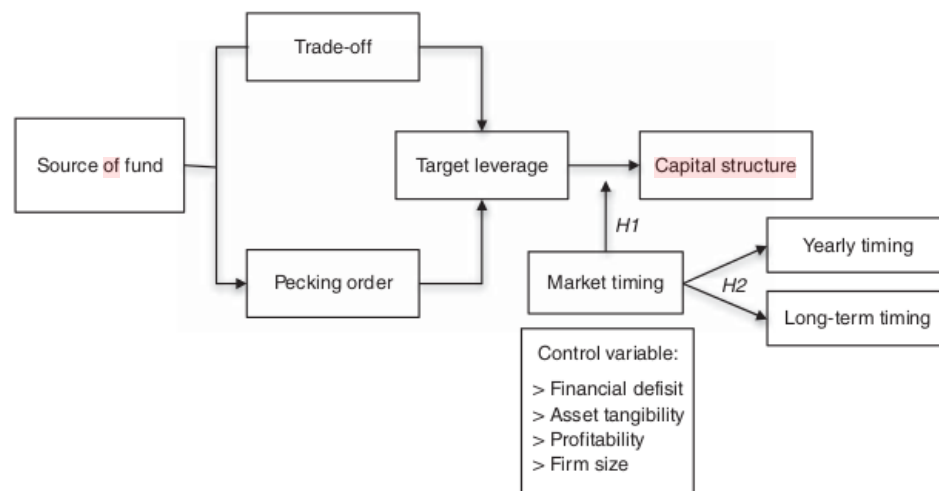 Trade-off
Source of fund
Target leverage
Capital structure
H1
Yearly timing
Pecking order
Market timing
H2
Long-term timing
Control variable:
> Financial defisit
> Asset tangibility
> Profitability
> Firm size